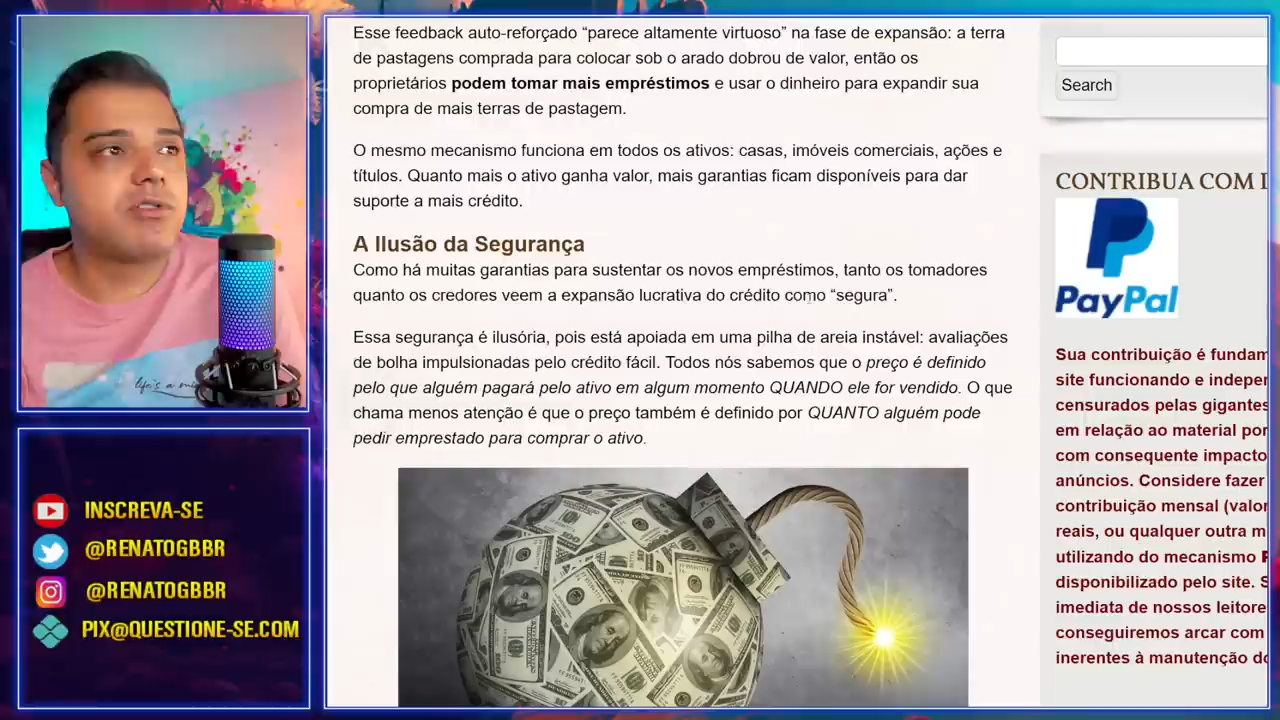 Esse feedback auto-reforçado “parece altamente virtuoso” na fase de expansão: a terra
de pastagens comprada para colocar sob o arado dobrou de valor, então os
proprietários podem tomar mais empréstimos e usar o dinheiro para expandir sua
compra de mais terras de pastagem.
O mesmo mecanismo funciona em todos os ativos: casas, imóveis comerciais, ações e
títulos. Quanto mais o ativo ganha valor, mais garantias ficam disponíveis para dar
suporte a mais crédito.
A Ilusão da Segurança
Como há muitas garantias para sustentar os novos empréstimos, tanto os tomadores
quanto os credores veem a expansão lucrativa do crédito como “segura”.
Essa segurança é ilusória, pois está apoiada em uma pilha de areia instável: avaliações
de bolha impulsionadas pelo crédito fácil. Todos nós sabemos que o preço é definido
pelo que alguém pagará pelo ativo em algum momento QUANDO ele for vendido. O que
chama menos atenção é que o preço também é definido por QUANTO alguém pode
pedir emprestado para comprar o ativo.
Search
CONTRIBUA COM
PayPal
Sua contribuição é
site funcionando e
censurados pelas gigantes
em relação ao material
com consequente impacto
anúncios. Considere fazer
contribuição mensal
reais, ou qualquer outra
utilizando do mecanismo
disponibilizado pelo site.
imediata de nossos
conseguiremos arcar com
inerentes à manutenção
life's a
INSCREVA-SE
@RENATOGBBR
@RENATOGBBR
PIX@QUESTIONE-SE.COM